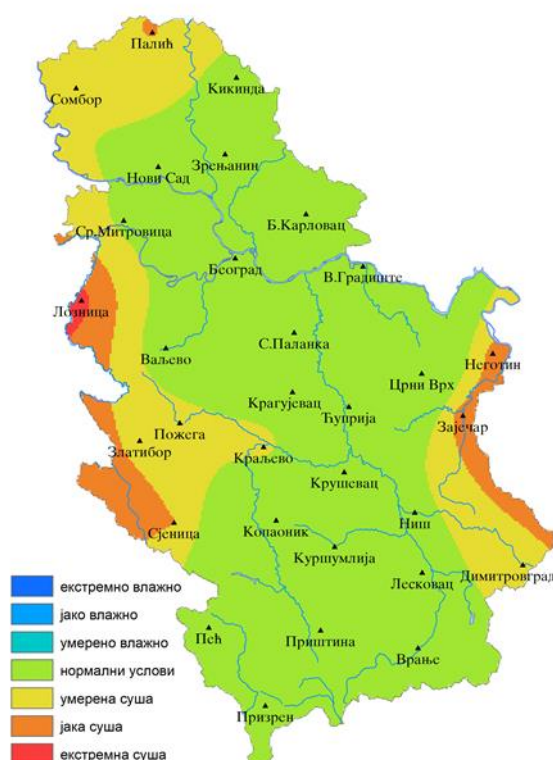 Палић
Сомбор
Кикинда
Зрењанин
Нови Сад
Б.Карловац
Ср.Митровица
Београд
В.Градиште
Лозница
С.Паланка
Ваљево
Неготин
Црни Врх
Крагујевац
Ћуприја
Зајечар
Пожега
Златибор
Краљево
Крушевац
Копаоник
Ниш
Сјеница
Куршумлија
Лесковац
Димитровград
Пећ
Приштина
Врање
Призрен
екстремно влажно
јако влажно
умерено влажно
нормални услови
умерена суша
јака суша
екстремна суша